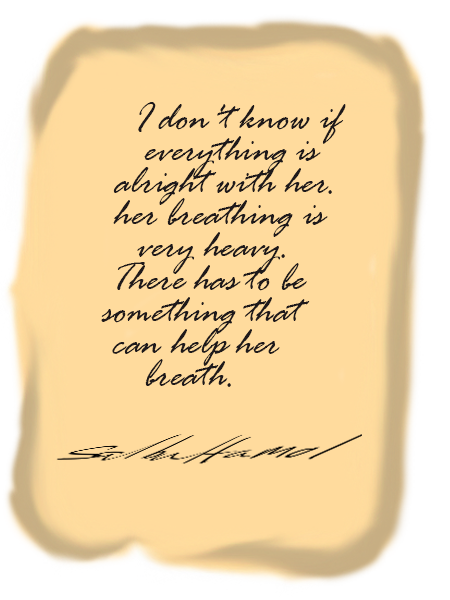 I don't know if
everything is
alright with her.
her breathing is
very heavy.
There has to be
something that
can help her
breath.